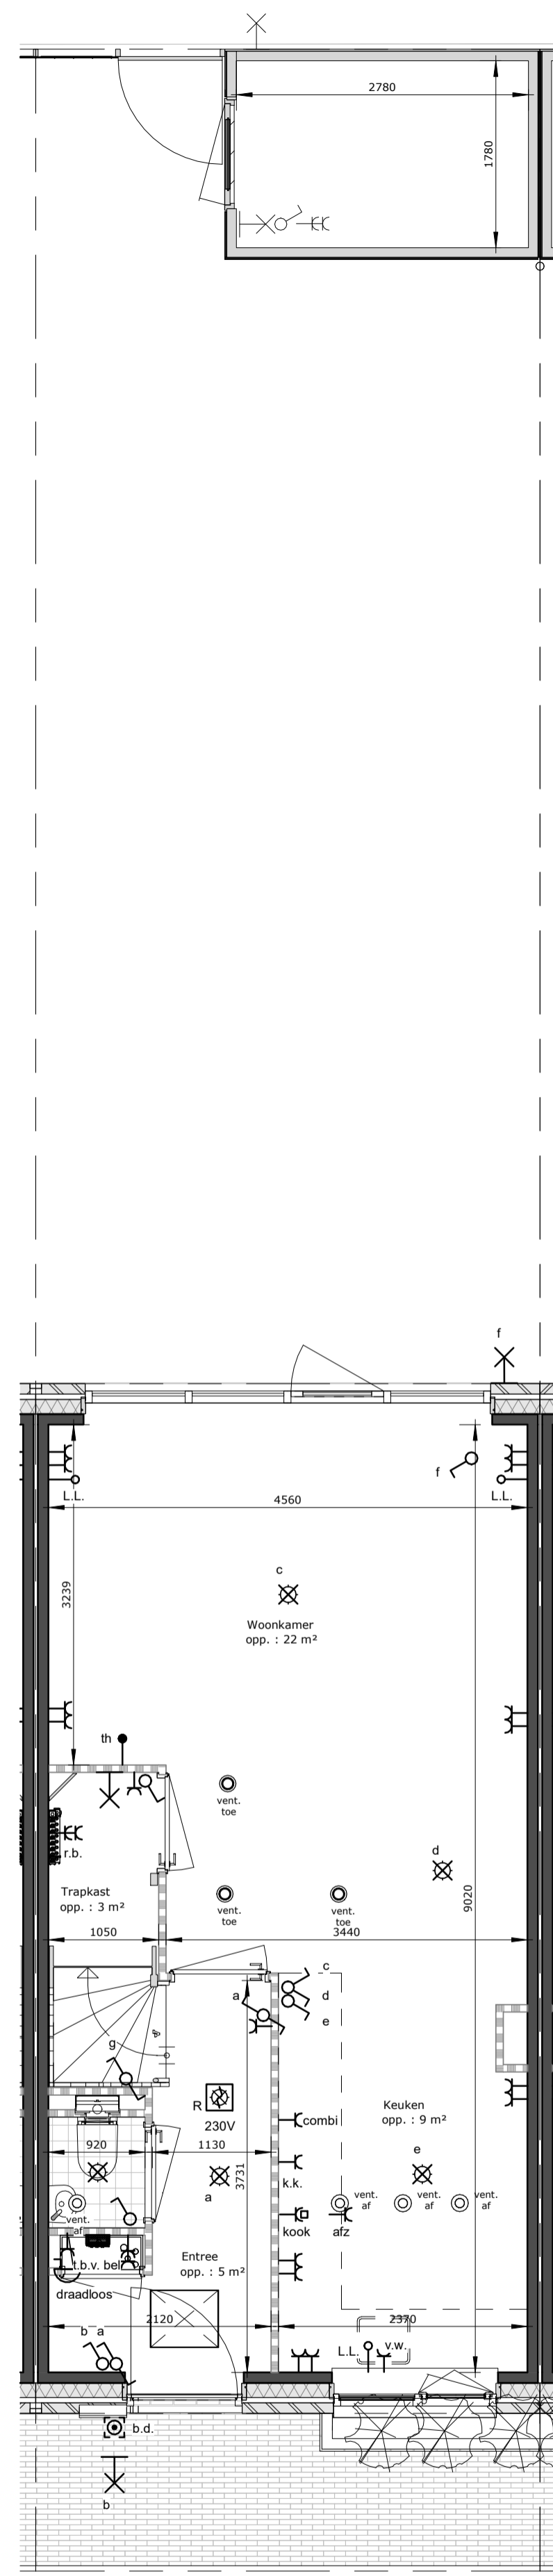 2780
1780
f
f
L.L.
L.L.
4560
3239
c
Woonkamer
opp. : 22 m²
th
vent.
toe
r.b.
d
Trapkast
opp. : 3 m²
vent.
toe
vent.
toe
9020
1050
3440
c
a
d
e
g
R
230V
Keuken
opp. : 9 m²
combi
920
1130
3731
e
k.k.
a
vent.
af
vent.
af
vent.
af
vent.
af
kook
afz
Entree
opp. : 5 m²
t.b.v. bel
draadloos
2120
2370
b a
L.L.
v.w.
b.d.
b